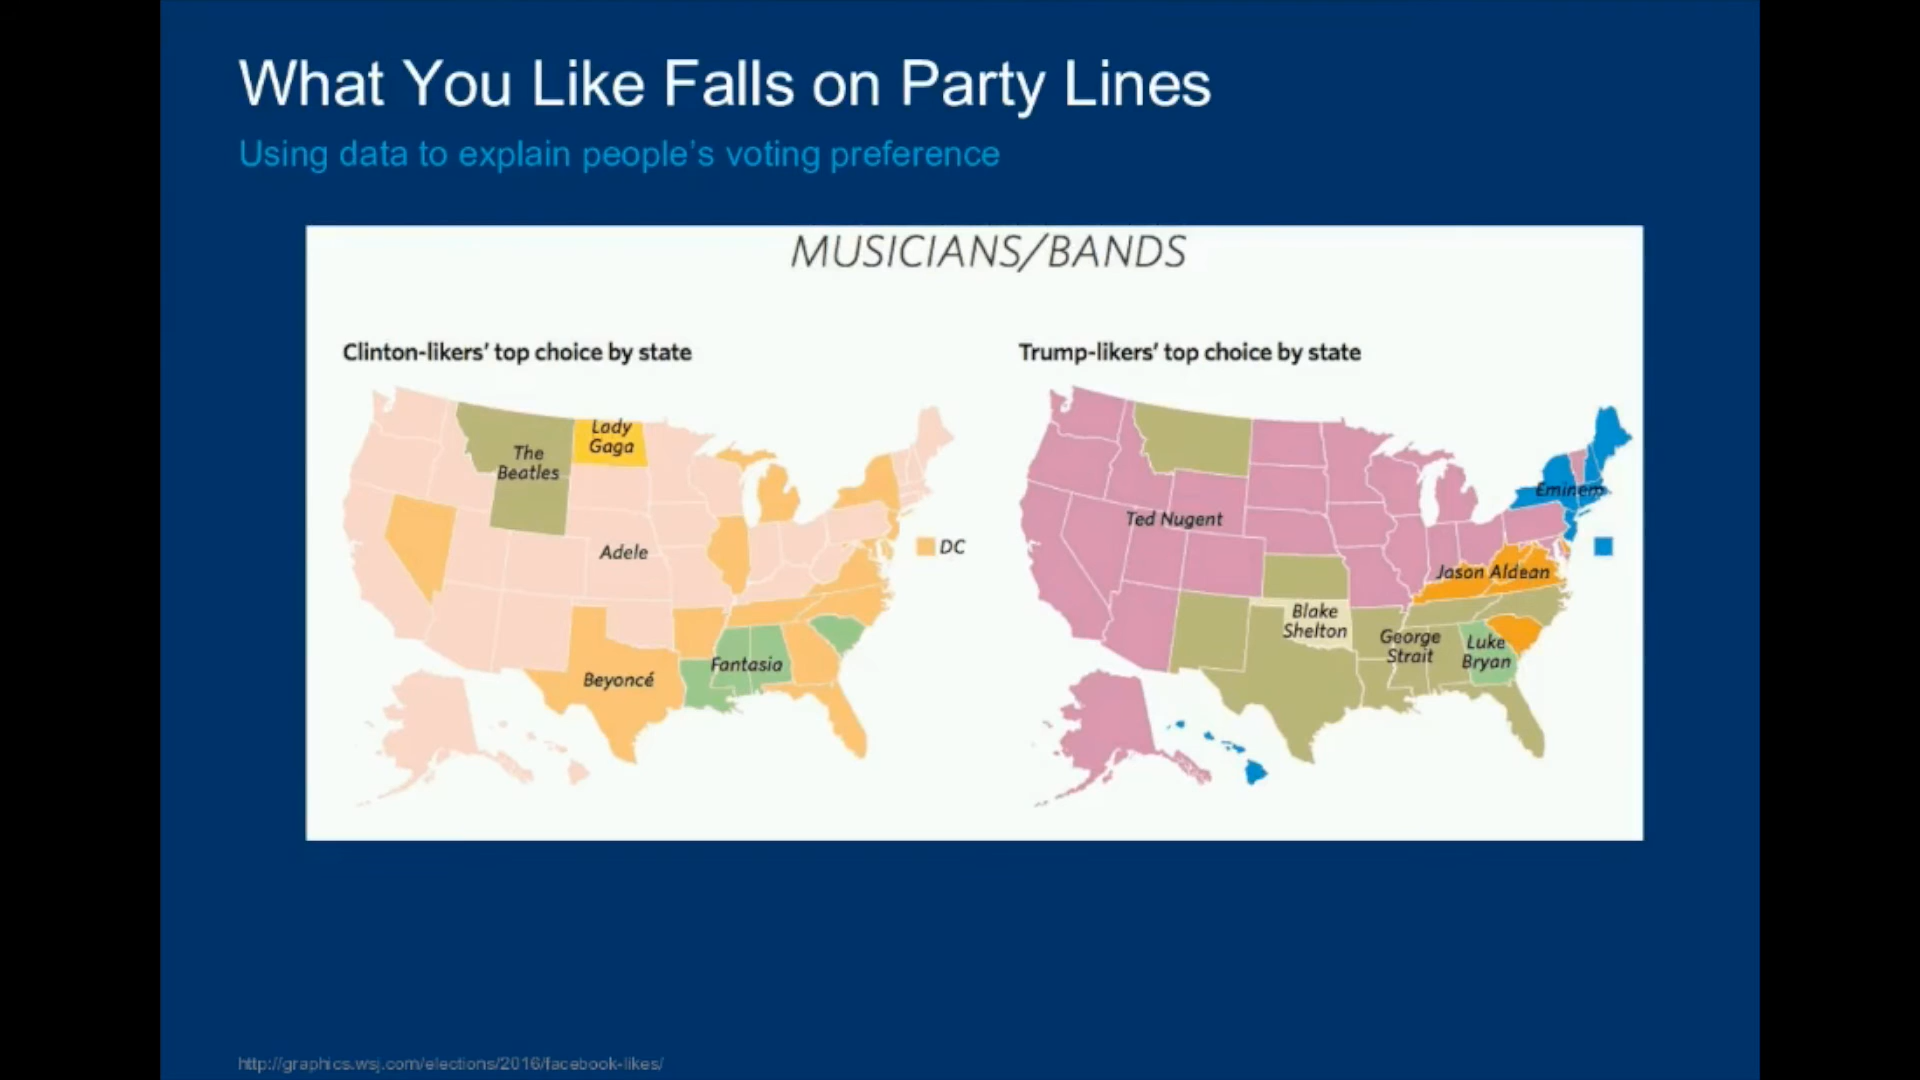 What You Like Falls on Party Lines
Using data to explain people's voting preference
MUSICIANS/BANDS
Clinton-likers' top choice by state
The
Beatles
Lady
Gaga
Adele
DC
Fantasia
Beyoncé
Trump-likers' top choice by state
Eminem
Ted Nugent
Jason Aldean
Blake
Shelton
George
Strait
Luke
Bryan
http://graphics.wsj.com/elections/2016/facebook-likes/